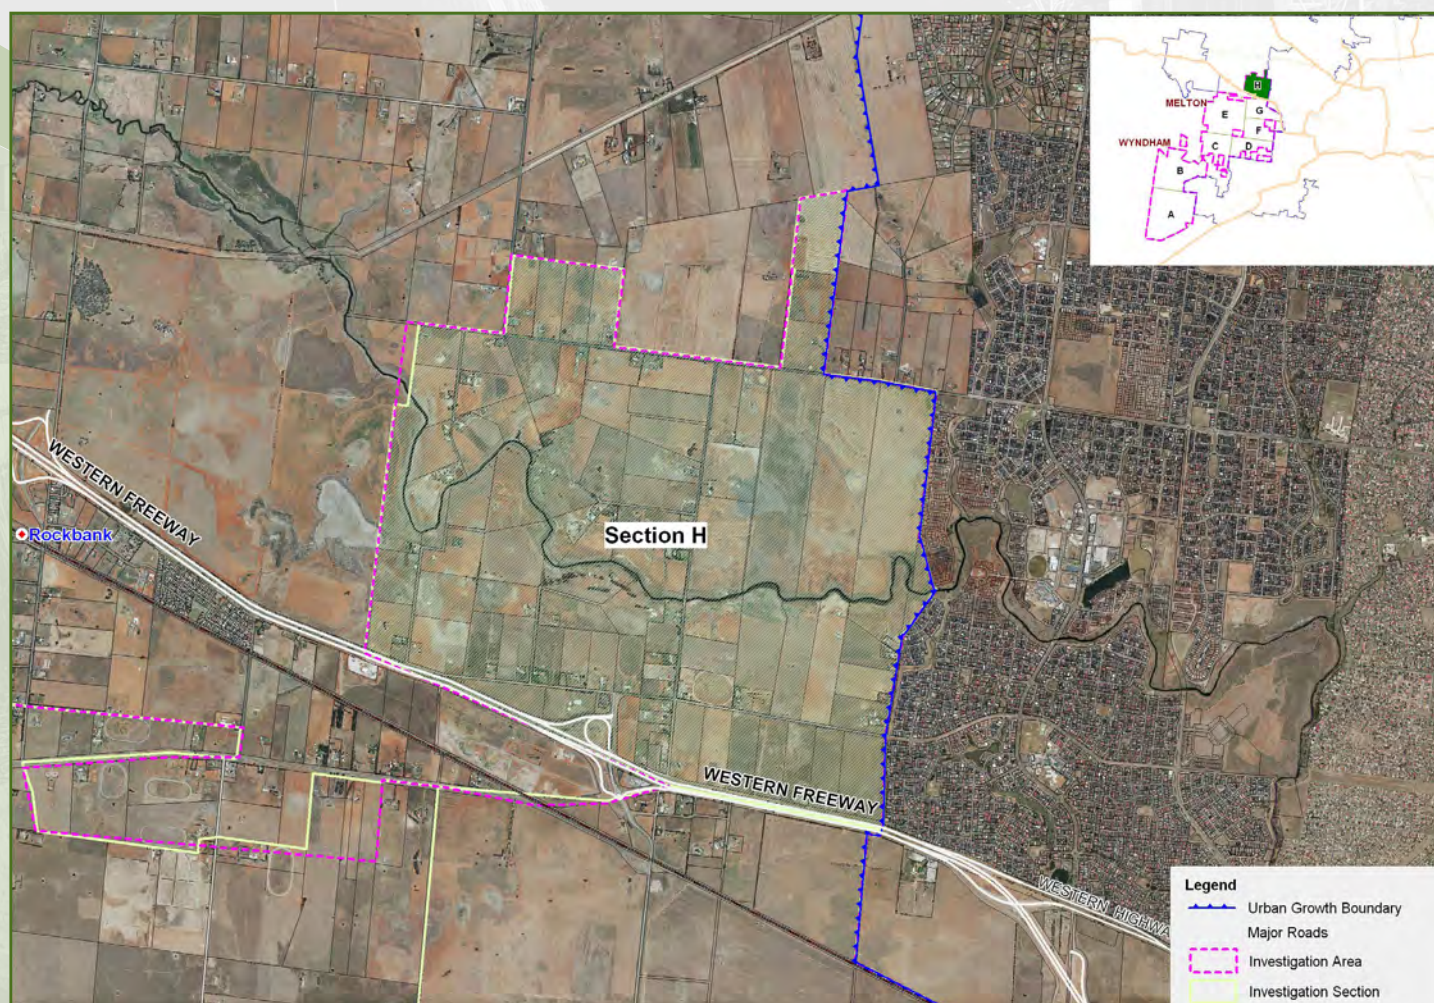 H
MELTON
E
G
F
WYNDHAM
C
D
B
A
WESTERN FREEWAY
Rockbank
Section H
WESTERN FREEWAY
WESTERN HIGHWA
Legend
Urban Growth Boundary
Major Roads
Investigation Area
Investigation Section